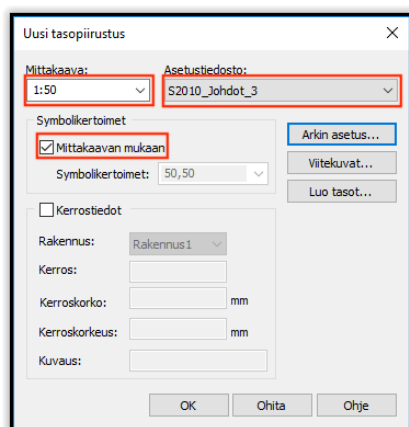 Uusi tasopiirustus
Mittakaava: Asetustiedosto:
1:50 S2010_Johdot_3
Symbolikertoimet
Mittakaavan mukaan
Symbolikertoimet: 50,50
Arkin asetus...
Viitekuvat...
Luo tasot...
Kerrostiedot
Rakennus: Rakennus1
Kerros:
Kerroskorko: mm
Kerroskorkeus: mm
Kuvaus:
OK Ohita Ohje